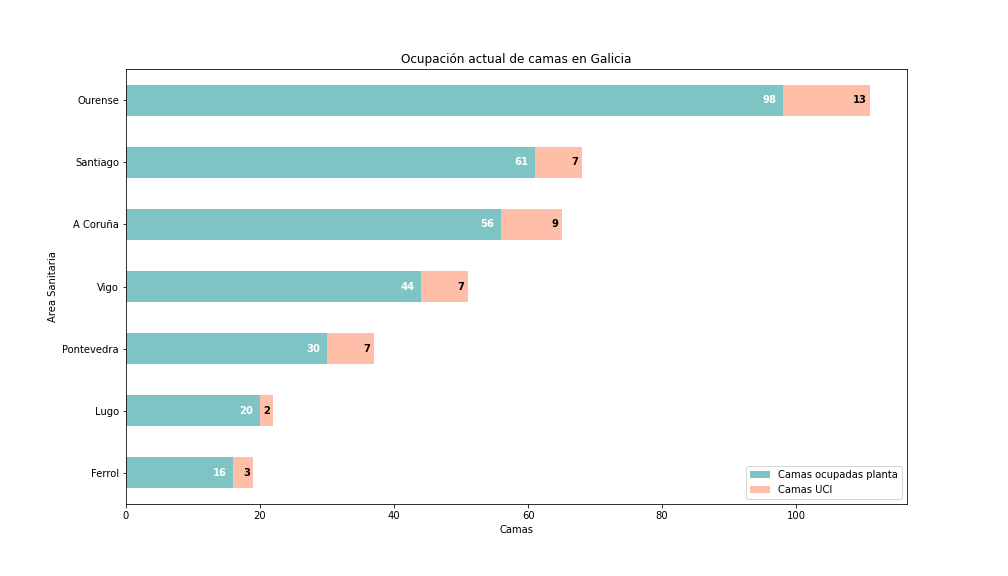 Ocupación actual de camas en Galicia
Area Sanitaria
Ourense 98 13
Santiago 61 7
A Coruña 56 9
Vigo 44 7
Pontevedra 30 7
Lugo 20 2
Ferrol 16 3
Camas ocupadas planta
Camas UCI
0 20 40 60 80 100
Camas